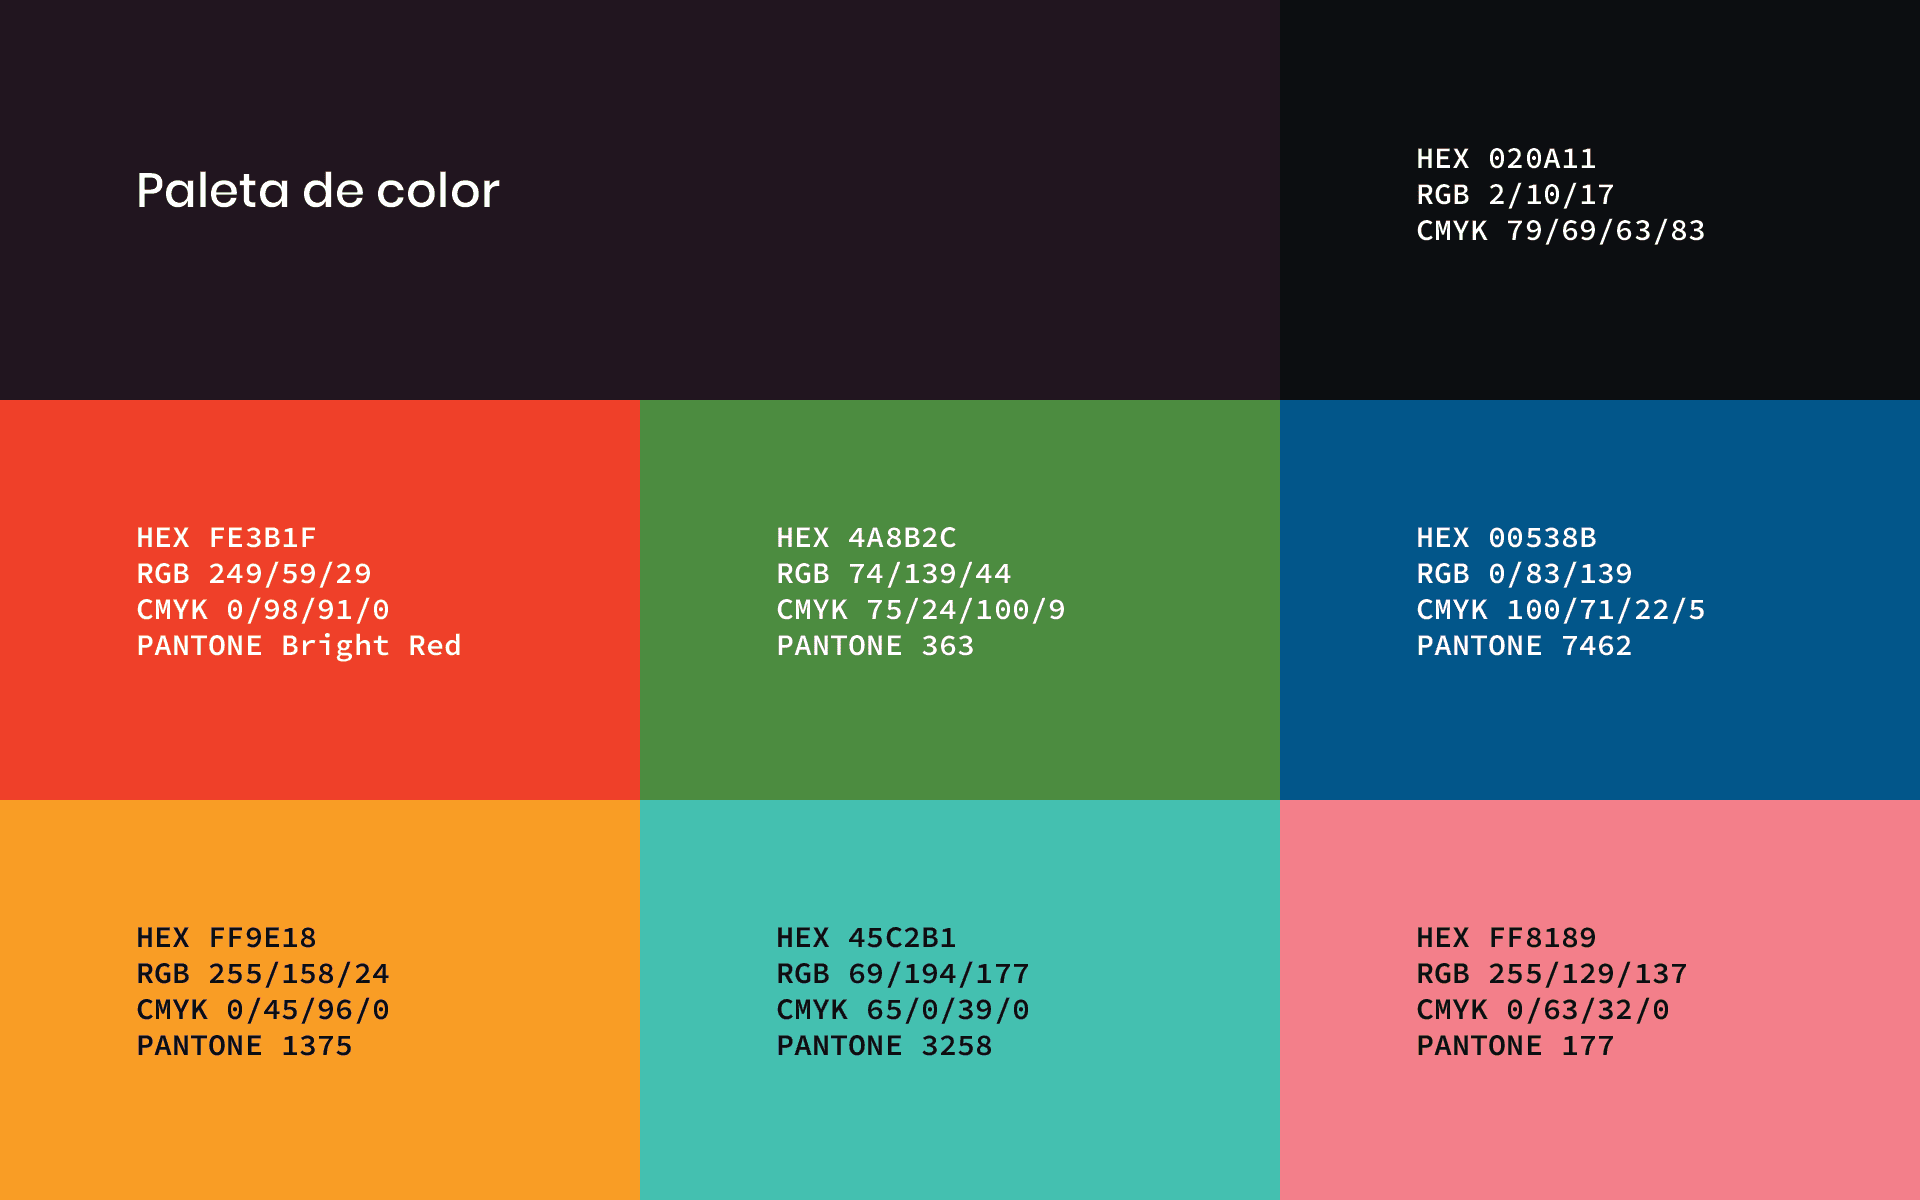 Paleta de color
HEX 020A11
RGB 2/10/17
CMYK 79/69/63/83
HEX FE3B1F
RGB 249/59/29
CMYK 0/98/91/0
PANTONE Bright Red
HEX 4A8B2C
RGB 74/139/44
CMYK 75/24/100/9
PANTONE 363
HEX 00538B
RGB 0/83/139
CMYK 100/71/22/5
PANTONE 7462
HEX FF9E18
RGB 255/158/24
CMYK 0/45/96/0
PANTONE 1375
HEX 45C2B1
RGB 69/194/177
CMYK 65/0/39/0
PANTONE 3258
HEX FF8189
RGB 255/129/137
CMYK 0/63/32/0
PANTONE 177